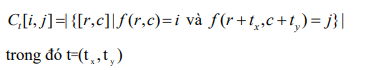 C_t[i,j]=|{[r,c]|f(r,c)=i và f(r+t_x,c+t_y)=j}|
trong đó t=(t_x,t_y)